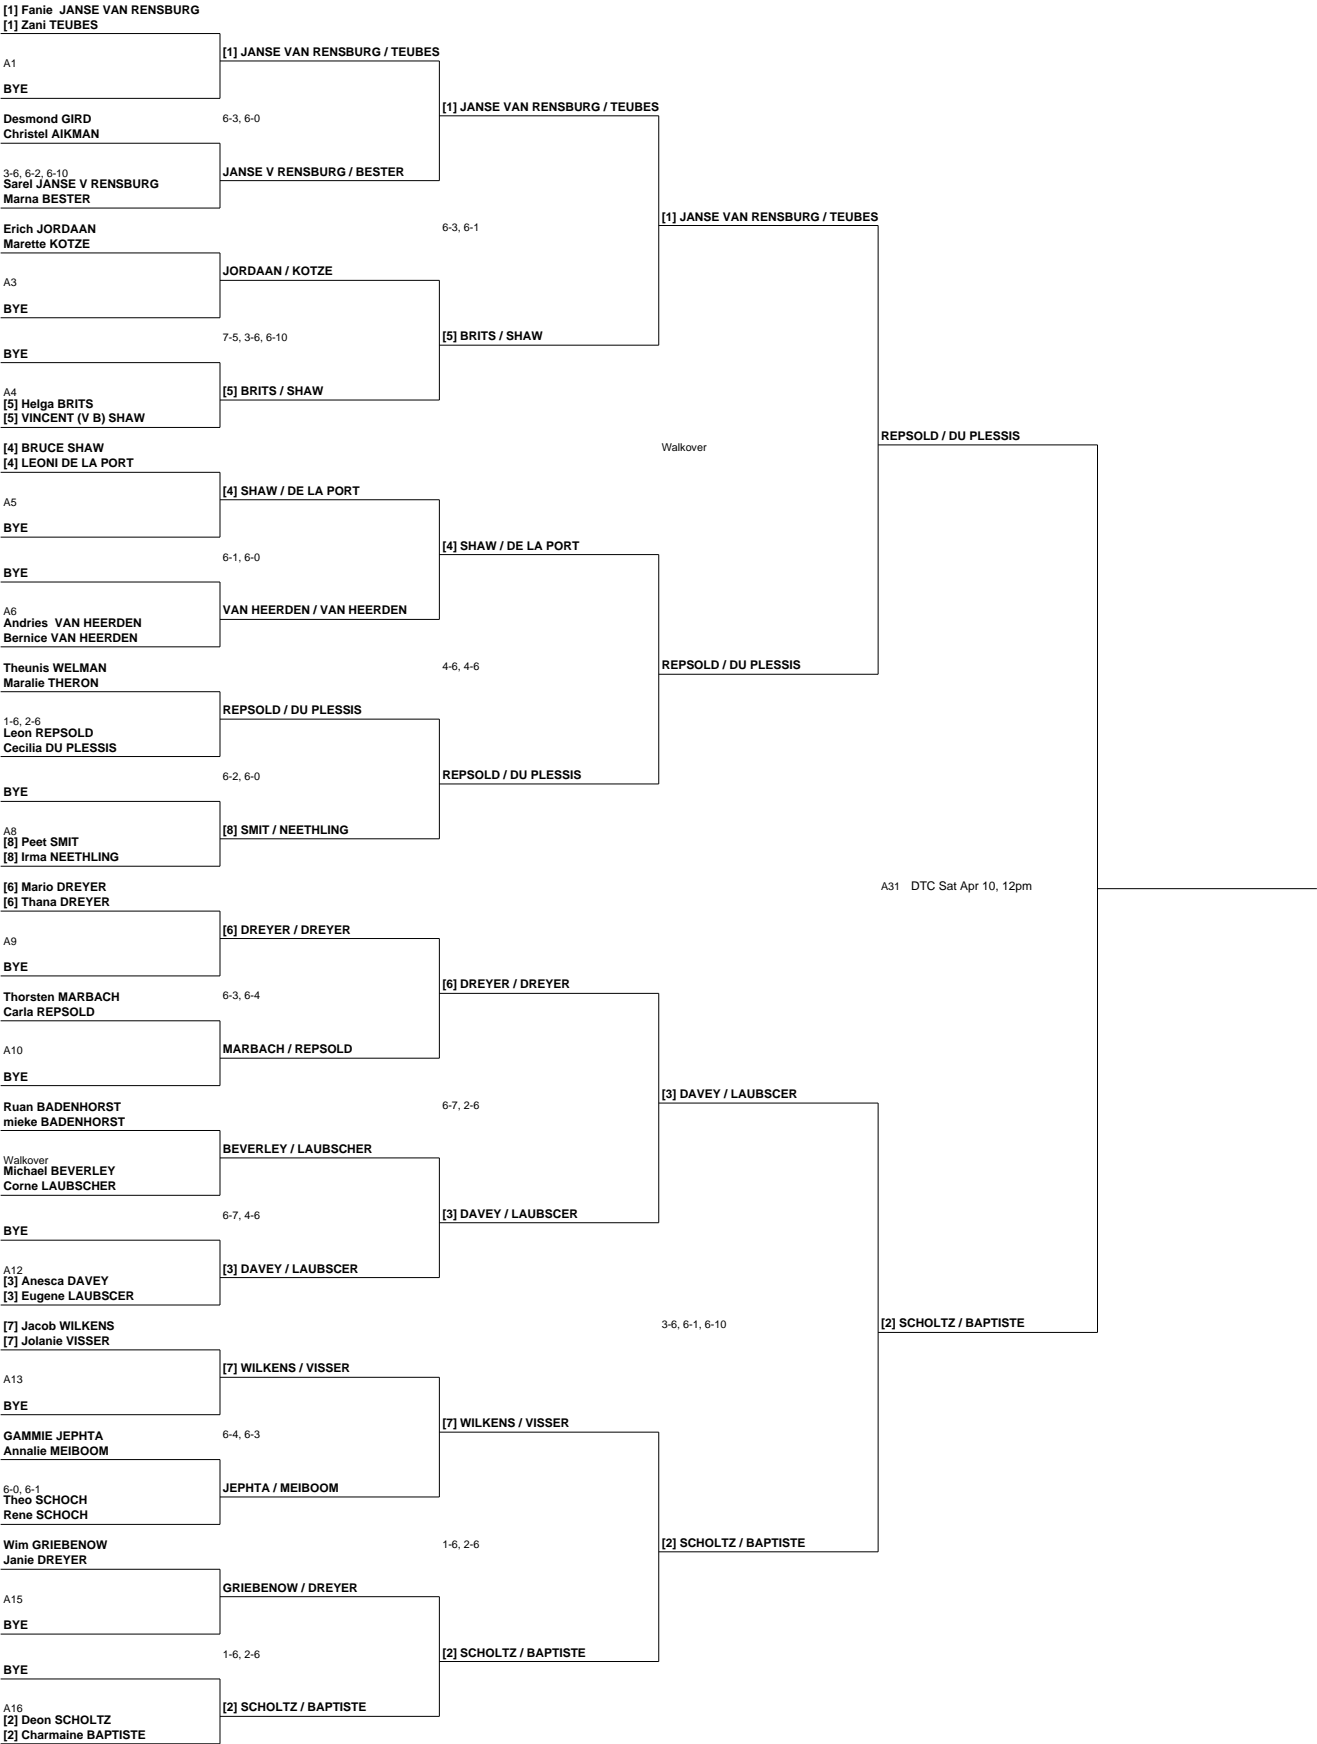 [1] Fanie  JANSE VAN RENSBURG
[1] Zani TEUBES
[1] JANSE VAN RENSBURG / TEUBES
A1
BYE
[1] JANSE VAN RENSBURG / TEUBES
Desmond GIRD
6-3, 6-0
Christel AIKMAN
3-6, 6-2, 6-10
JANSE V RENSBURG / BESTER
Sarel JANSE V RENSBURG
Marna BESTER
[1] JANSE VAN RENSBURG / TEUBES
Erich JORDAAN
6-3, 6-1
Marette KOTZE
JORDAAN / KOTZE
A3
BYE
7-5, 3-6, 6-10
[5] BRITS / SHAW
BYE
A4
[5] BRITS / SHAW
[5] Helga BRITS
[5] VINCENT (V B) SHAW
REPSOLD / DU PLESSIS
[4] BRUCE SHAW
Walkover
[4] LEONI DE LA PORT
[4] SHAW / DE LA PORT
A5
BYE
[4] SHAW / DE LA PORT
6-1, 6-0
BYE
A6
VAN HEERDEN / VAN HEERDEN
Andries  VAN HEERDEN
Bernice VAN HEERDEN
Theunis WELMAN
4-6, 4-6
REPSOLD / DU PLESSIS
Maralie THERON
REPSOLD / DU PLESSIS
1-6, 2-6
Leon REPSOLD
Cecilia DU PLESSIS
6-2, 6-0
REPSOLD / DU PLESSIS
BYE
A8
[8] SMIT / NEETHLING
[8] Peet SMIT
[8] Irma NEETHLING
[6] Mario DREYER
A31 DTC Sat Apr 10, 12pm
[6] Thana DREYER
[6] DREYER / DREYER
A9
BYE
[6] DREYER / DREYER
Thorsten MARBACH
6-3, 6-4
Carla REPSOLD
A10
MARBACH / REPSOLD
BYE
[3] DAVEY / LAUBSCER
Ruan BADENHORST
6-7, 2-6
mieke BADENHORST
BEVERLEY / LAUBSCHER
Walkover
Michael BEVERLEY
Corne LAUBSCHER
6-7, 4-6
[3] DAVEY / LAUBSCER
BYE
A12
[3] DAVEY / LAUBSCER
[3] Anesca DAVEY
[3] Eugene LAUBSCER
[7] Jacob WILKENS
3-6, 6-1, 6-10
[2] SCHOLTZ / BAPTISTE
[7] Jolanie VISSER
[7] WILKENS / VISSER
A13
BYE
[7] WILKENS / VISSER
GAMMIE JEPHTA
6-4, 6-3
Annalie MEIBOOM
6-0, 6-1
JEPHTA / MEIBOOM
Theo SCHOCH
Rene SCHOCH
Wim GRIEBENOW
1-6, 2-6
[2] SCHOLTZ / BAPTISTE
Janie DREYER
GRIEBENOW / DREYER
A15
BYE
1-6, 2-6
[2] SCHOLTZ / BAPTISTE
BYE
A16
[2] SCHOLTZ / BAPTISTE
[2] Deon SCHOLTZ
[2] Charmaine BAPTISTE